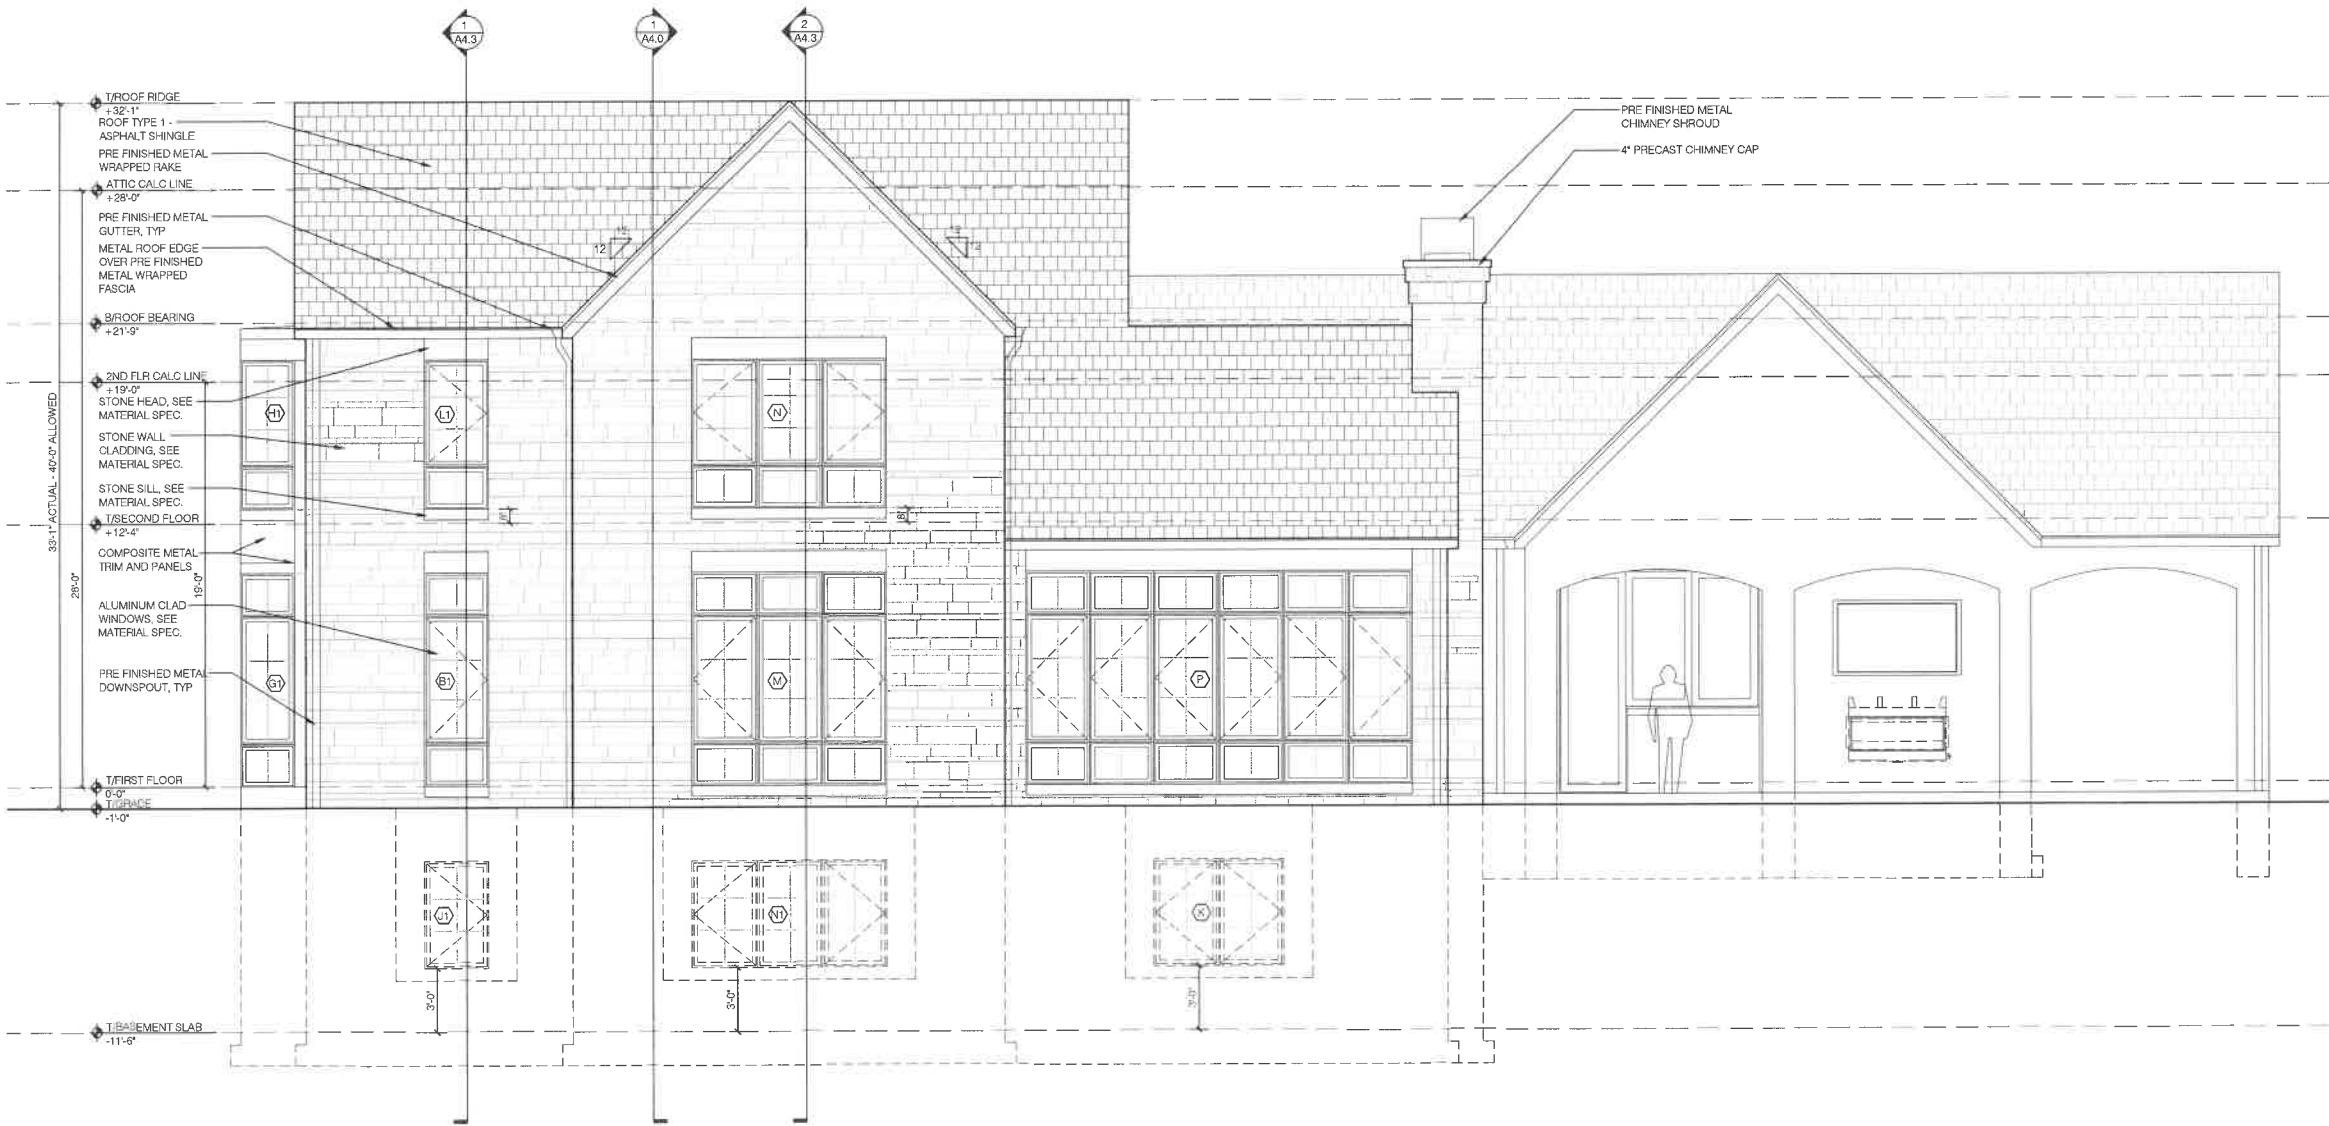 1
A4.3
1
A4.0
2
A4.3
T/ROOF RIDGE
+32'-1"
ROOF TYPE 1 -
ASPHALT SHINGLE
PRE FINISHED METAL
WRAPPED RAKE
ATTIC CALC LINE
+28'-0"
PRE FINISHED METAL
GUTTER, TYP
METAL ROOF EDGE
OVER PRE FINISHED
METAL WRAPPED
FASCIA
B/ROOF BEARING
+21'-9"
2ND FLR CALC LINE
+19'-0"
STONE HEAD, SEE
MATERIAL SPEC.
STONE WALL
CLADDING, SEE
MATERIAL SPEC.
STONE SILL, SEE
MATERIAL SPEC.
T/SECOND FLOOR
+12'-4"
COMPOSITE METAL
TRIM AND PANELS
ALUMINUM CLAD
WINDOWS, SEE
MATERIAL SPEC.
PRE FINISHED METAL
DOWNSPOUT, TYP
T/FIRST FLOOR
0'-0"
T/GRADE
-1'-0"
T/BASEMENT SLAB
-11'-6"
33'-1" ACTUAL - 40'-0" ALLOWED
28'-0"
19'-0"
PRE FINISHED METAL
CHIMNEY SHROUD
4" PRECAST CHIMNEY CAP
12
12
12
H1
L1
N
8"
G1
B1
M
P
J1
N1
K
3'-0"
3'-0"
3'-0"